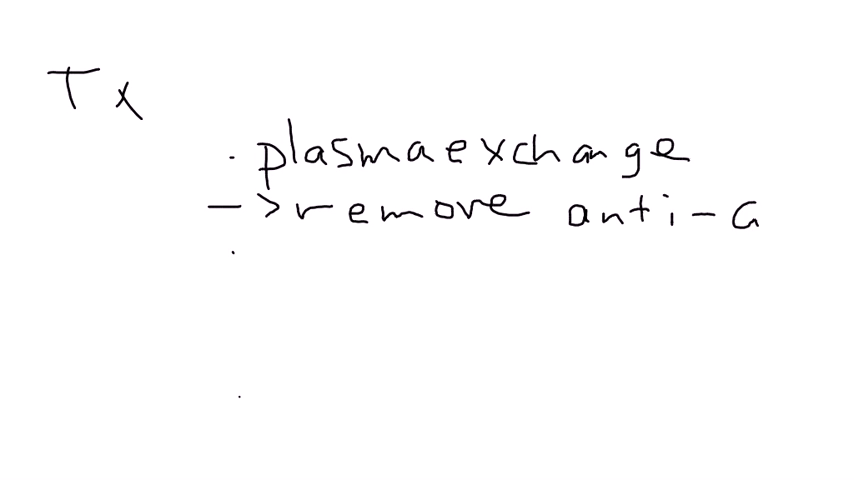 Tx
. plasmaexchange
-> remove anti-G
.
.